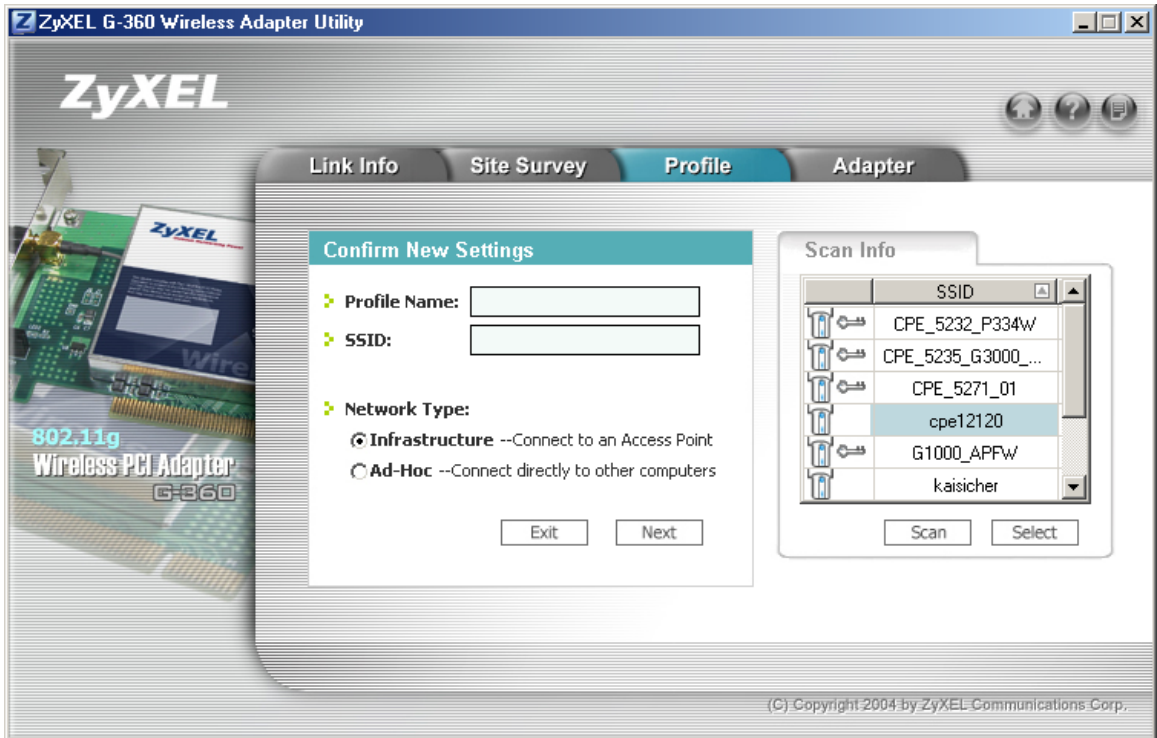 ZyXEL G-360 Wireless Adapter Utility
ZyXEL
Link Info
Site Survey
Profile
Adapter
ZyXEL
Wire
802.11g
Wireless PCI Adapter
G-360
Confirm New Settings
Profile Name:
SSID:
Network Type:
Infrastructure --Connect to an Access Point
Ad-Hoc --Connect directly to other computers
Exit
Next
Scan Info
SSID
CPE_5232_P334W
CPE_5235_G3000_...
CPE_5271_01
cpe12120
G1000_APFW
kaisicher
Scan
Select
(C) Copyright 2004 by ZyXEL Communications Corp.